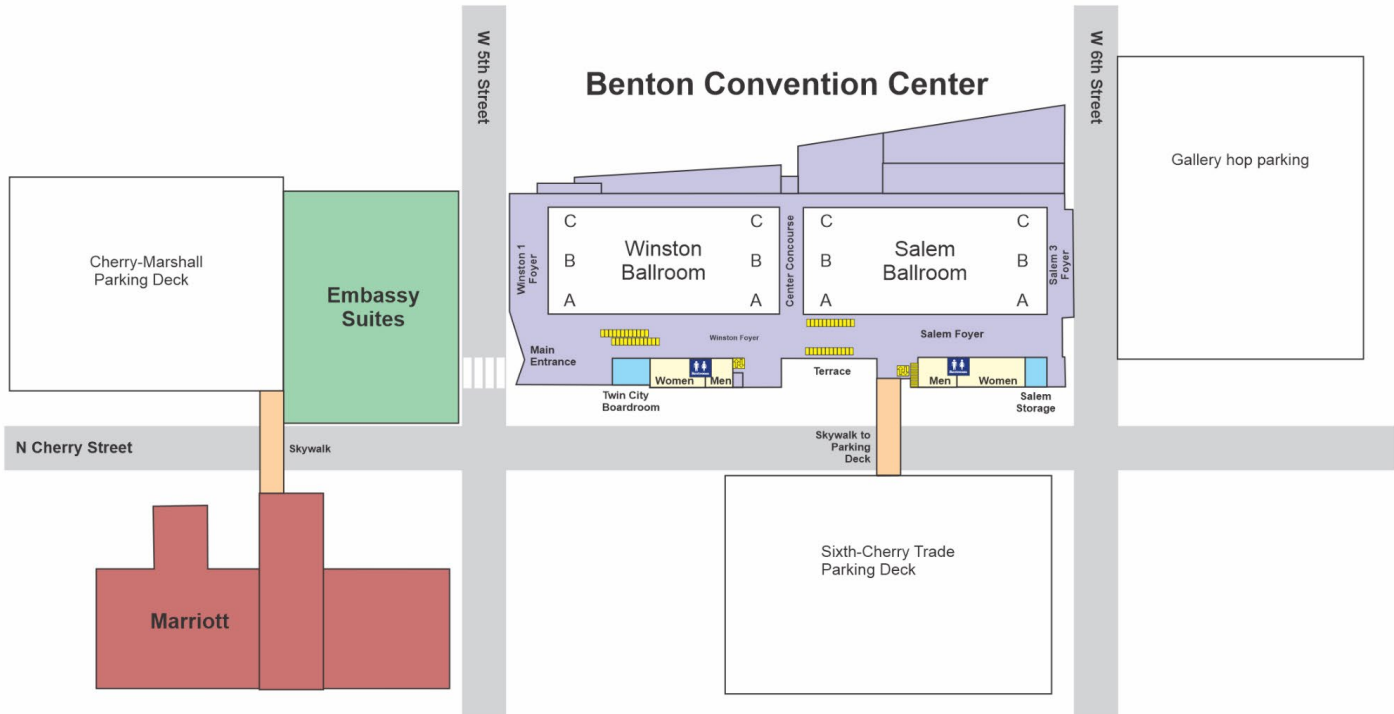 W 5th Street
W 6th Street
Benton Convention Center
Gallery hop parking
Cherry-Marshall
Parking Deck
Embassy
Suites
Winston 1
Foyer
C
B
A
Winston
Ballroom
C
B
A
Center Concourse
C
B
A
Salem
Ballroom
C
B
A
Salem 3
Foyer
Main
Entrance
Winston Foyer
Salem Foyer
Women
Men
Terrace
Men
Women
Twin City
Boardroom
Salem
Storage
N Cherry Street
Skywalk
Skywalk to
Parking
Deck
Marriott
Sixth-Cherry Trade
Parking Deck